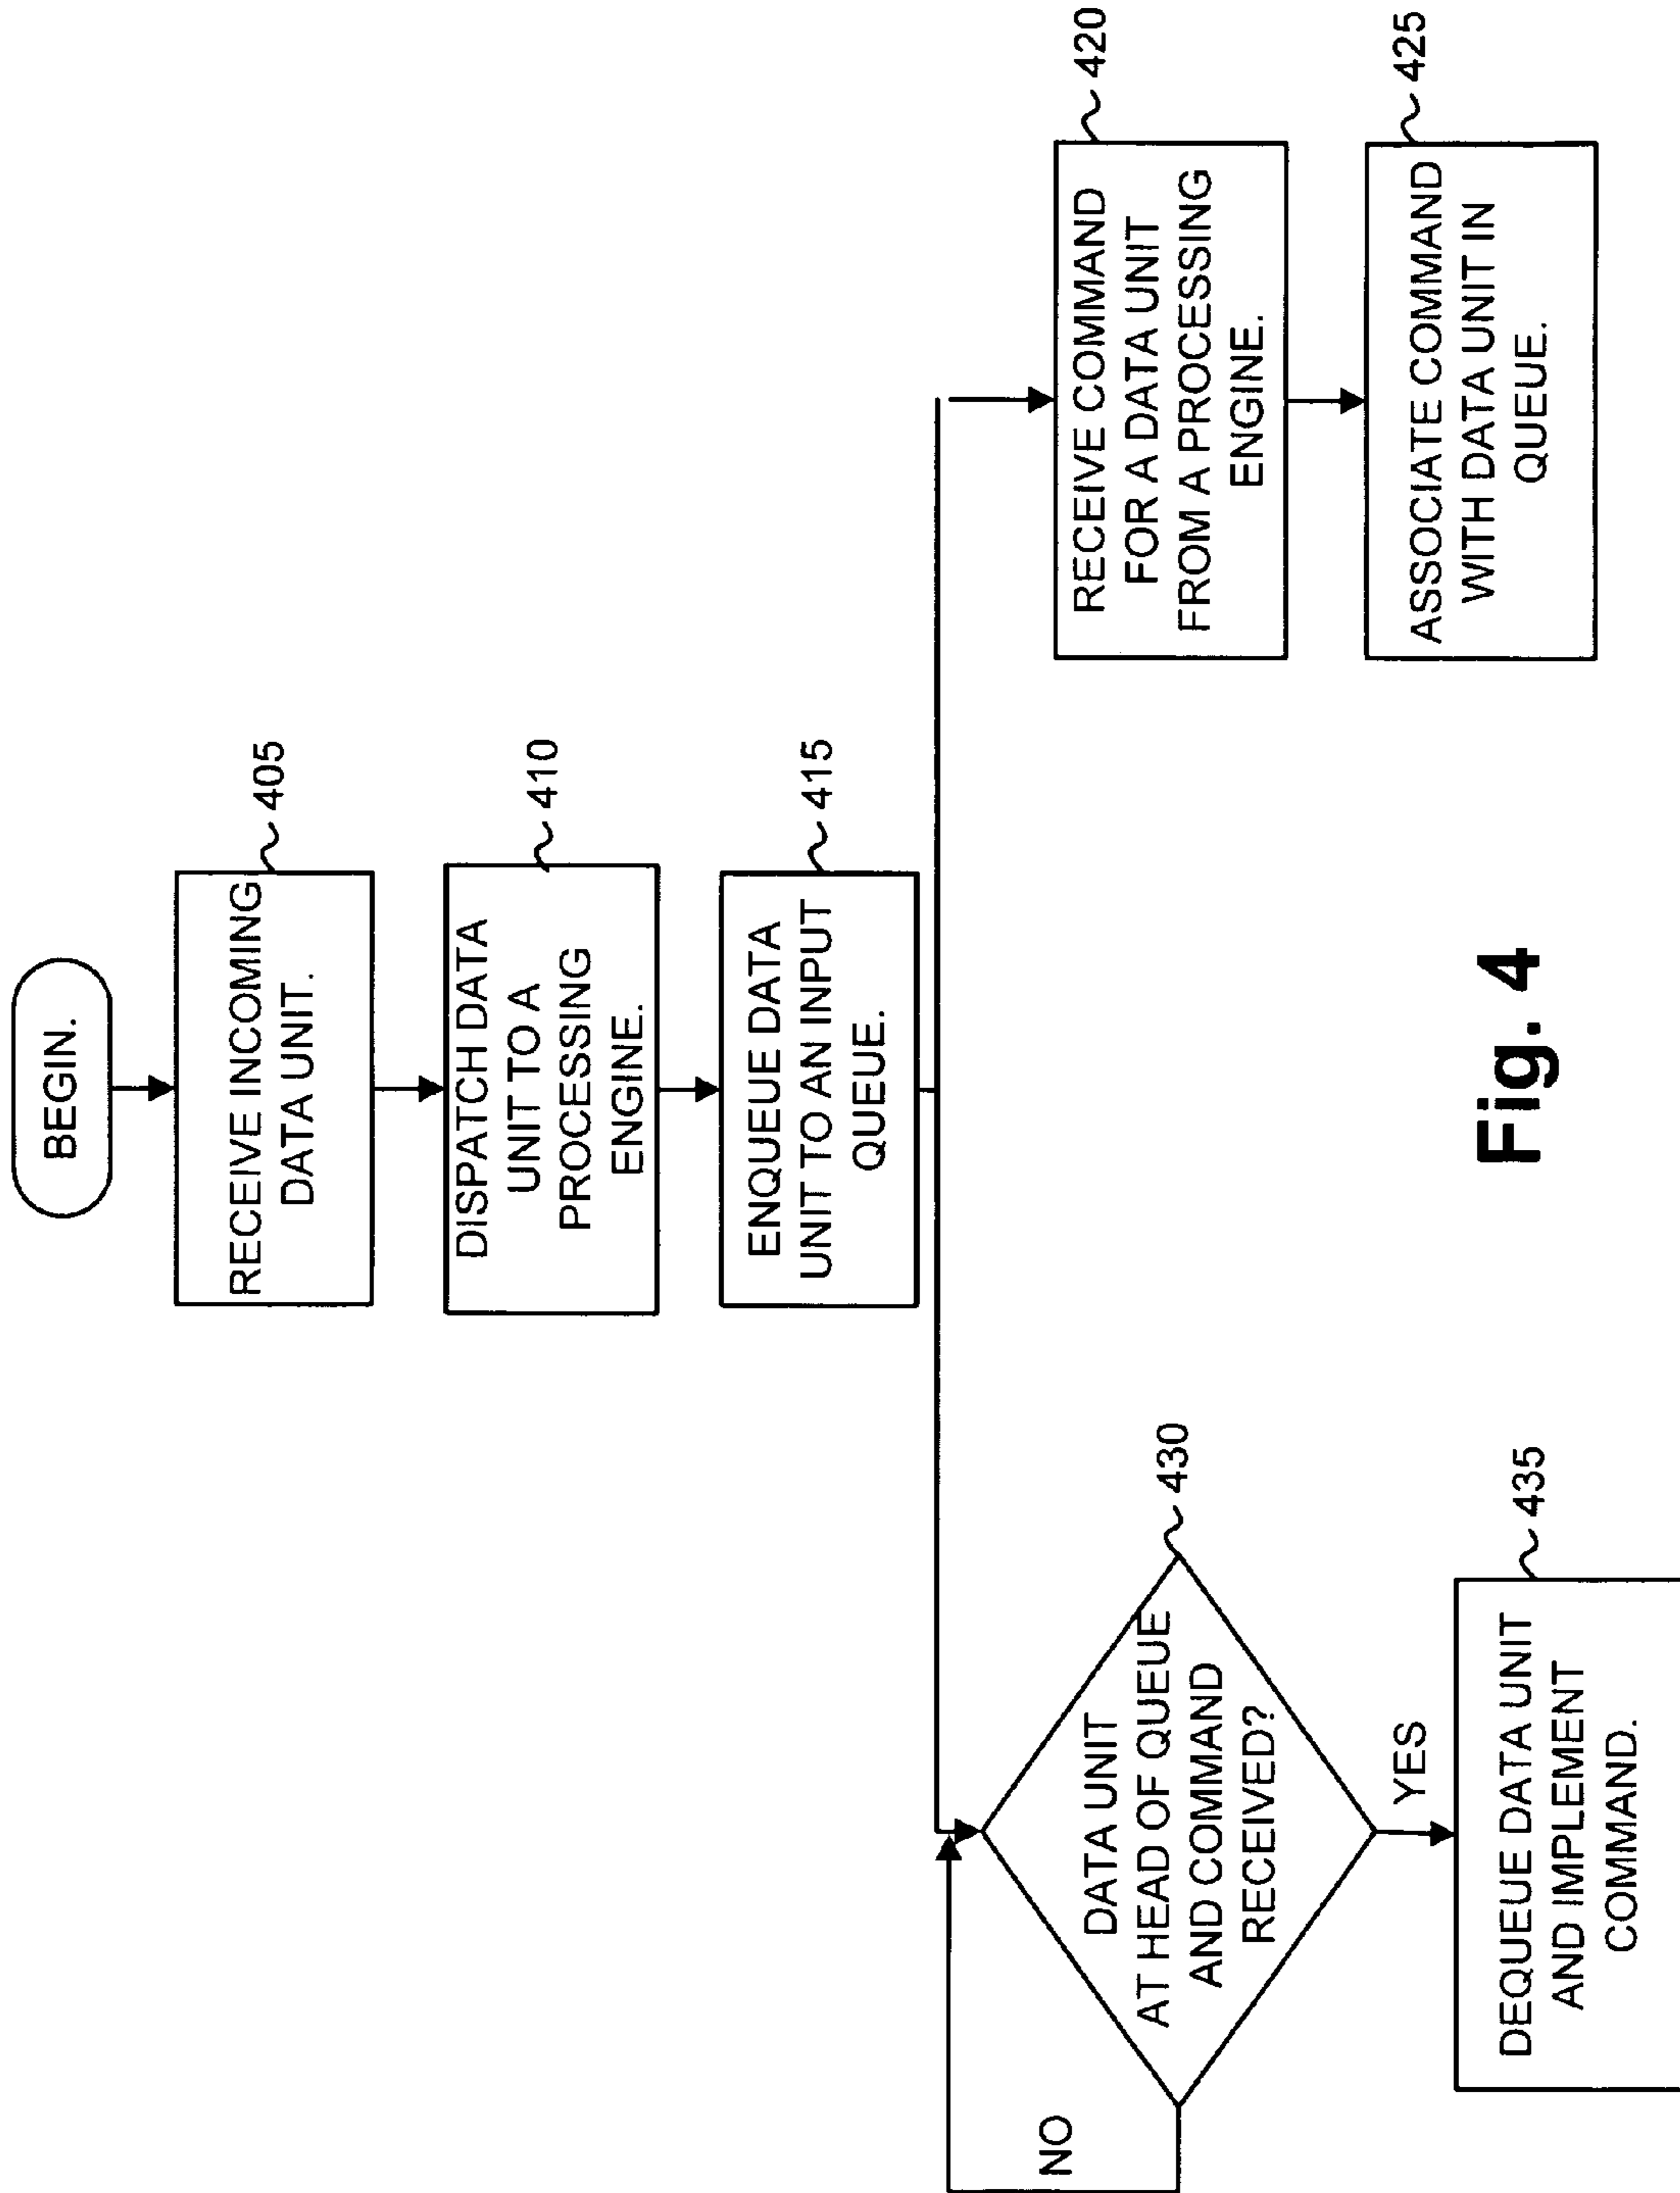 BEGIN.
RECEIVE INCOMING
DATA UNIT.
405
DISPATCH DATA
UNIT TO A
PROCESSING
ENGINE.
410
ENQUEUE DATA
UNIT TO AN INPUT
QUEUE.
415
DATA UNIT
AT HEAD OF QUEUE
AND COMMAND
RECEIVED?
430
NO
YES
DEQUEUE DATA UNIT
AND IMPLEMENT
COMMAND.
435
RECEIVE COMMAND
FOR A DATA UNIT
FROM A PROCESSING
ENGINE.
420
ASSOCIATE COMMAND
WITH DATA UNIT IN
QUEUE.
425
Fig. 4